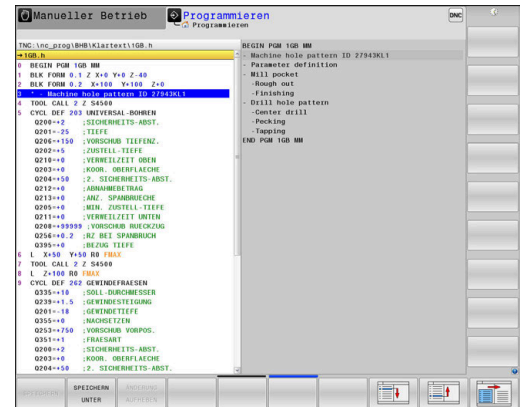 Manueller Betrieb
Programmieren
Programmieren
DNC
TNC:\nc_prog\BHB\Klartext\1GB.h
→1GB.h
0 BEGIN PGM 1GB MM
1 BLK FORM 0.1 Z X+0 Y+0 Z-40
2 BLK FORM 0.2 X+100 Y+100 Z+0
3 * - Machine hole pattern ID 27943KL1
4 TOOL CALL 2 Z S4500
5 CYCL DEF 203 UNIVERSAL-BOHREN
Q200=+2 ;SICHERHEITS-ABST.
Q201=-25 ;TIEFE
Q206=+150 ;VORSCHUB TIEFENZ.
Q202=+5 ;ZUSTELL-TIEFE
Q210=+0 ;VERWEILZEIT OBEN
Q203=+0 ;KOOR. OBERFLAECHE
Q204=+50 ;2. SICHERHEITS-ABST.
Q212=+0 ;ABNAHMEBETRAG
Q213=+0 ;ANZ. SPANBRUECHE
Q205=+0 ;MIN. ZUSTELL-TIEFE
Q211=+0 ;VERWEILZEIT UNTEN
Q208=+99999 ;VORSCHUB RUECKZUG
Q256=+0.2 ;RZ BEI SPANBRUCH
Q395=+0 ;BEZUG TIEFE
6 L X+50 Y+50 R0 FMAX
7 TOOL CALL 2 Z S4500
8 L Z+100 R0 FMAX
9 CYCL DEF 262 GEWINDEFRAESEN
Q335=+10 ;SOLL-DURCHMESSER
Q239=+1.5 ;GEWINDESTEIGUNG
Q201=-18 ;GEWINDETIEFE
Q355=+0 ;NACHSETZEN
Q253=+750 ;VORSCHUB VORPOS.
Q351=+1 ;FRAESART
Q200=+2 ;SICHERHEITS-ABST.
Q203=+0 ;KOOR. OBERFLAECHE
Q204=+50 ;2. SICHERHEITS-ABST.
BEGIN PGM 1GB MM
- Machine hole pattern ID 27943KL1
- Parameter definition
- Mill pocket
-Rough out
-Finishing
- Drill hole pattern
-Center drill
-Pecking
-Tapping
END PGM 1GB MM
SPEICHERN
SPEICHERN
UNTER
ÄNDERUNG
AUFHEBEN